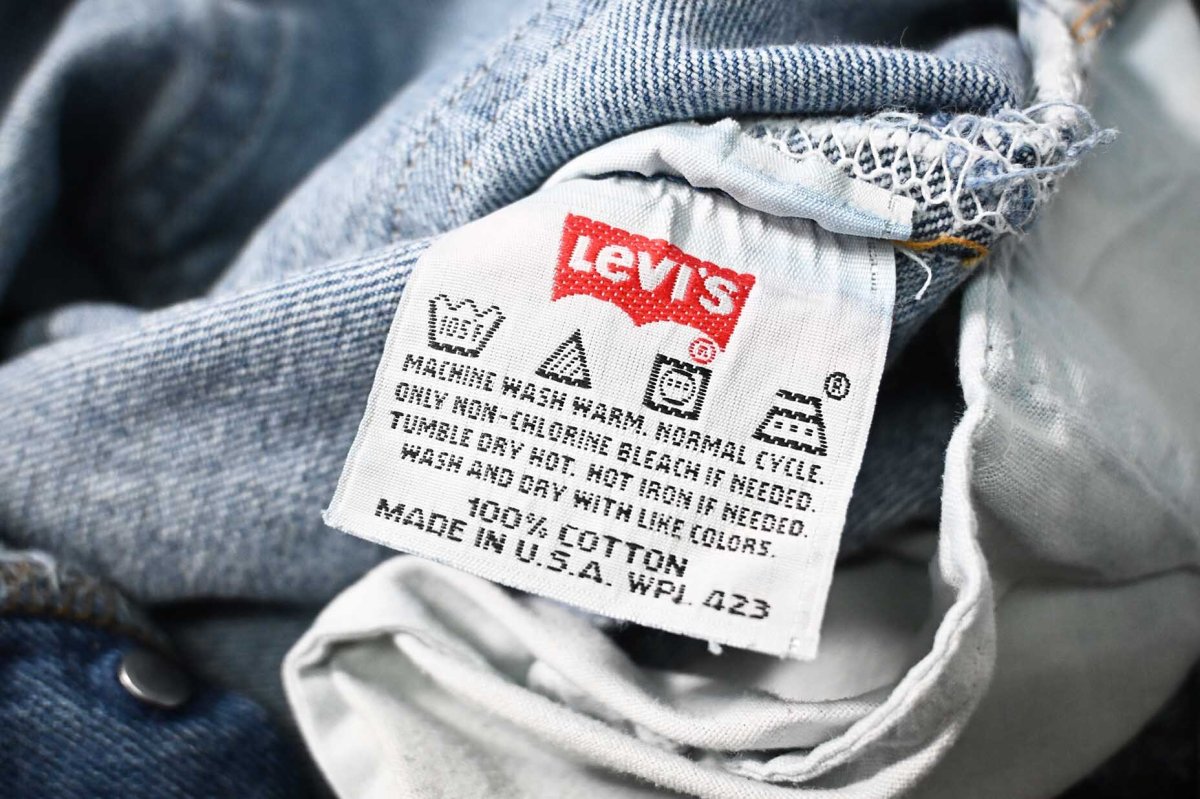 Levi's
®
105F
®
MACHINE WASH WARM. NORMAL CYCLE.
ONLY NON-CHLORINE BLEACH IF NEEDED.
TUMBLE DRY HOT. HOT IRON IF NEEDED.
WASH AND DRY WITH LIKE COLORS.
100% COTTON
MADE IN U.S.A. WPL 423